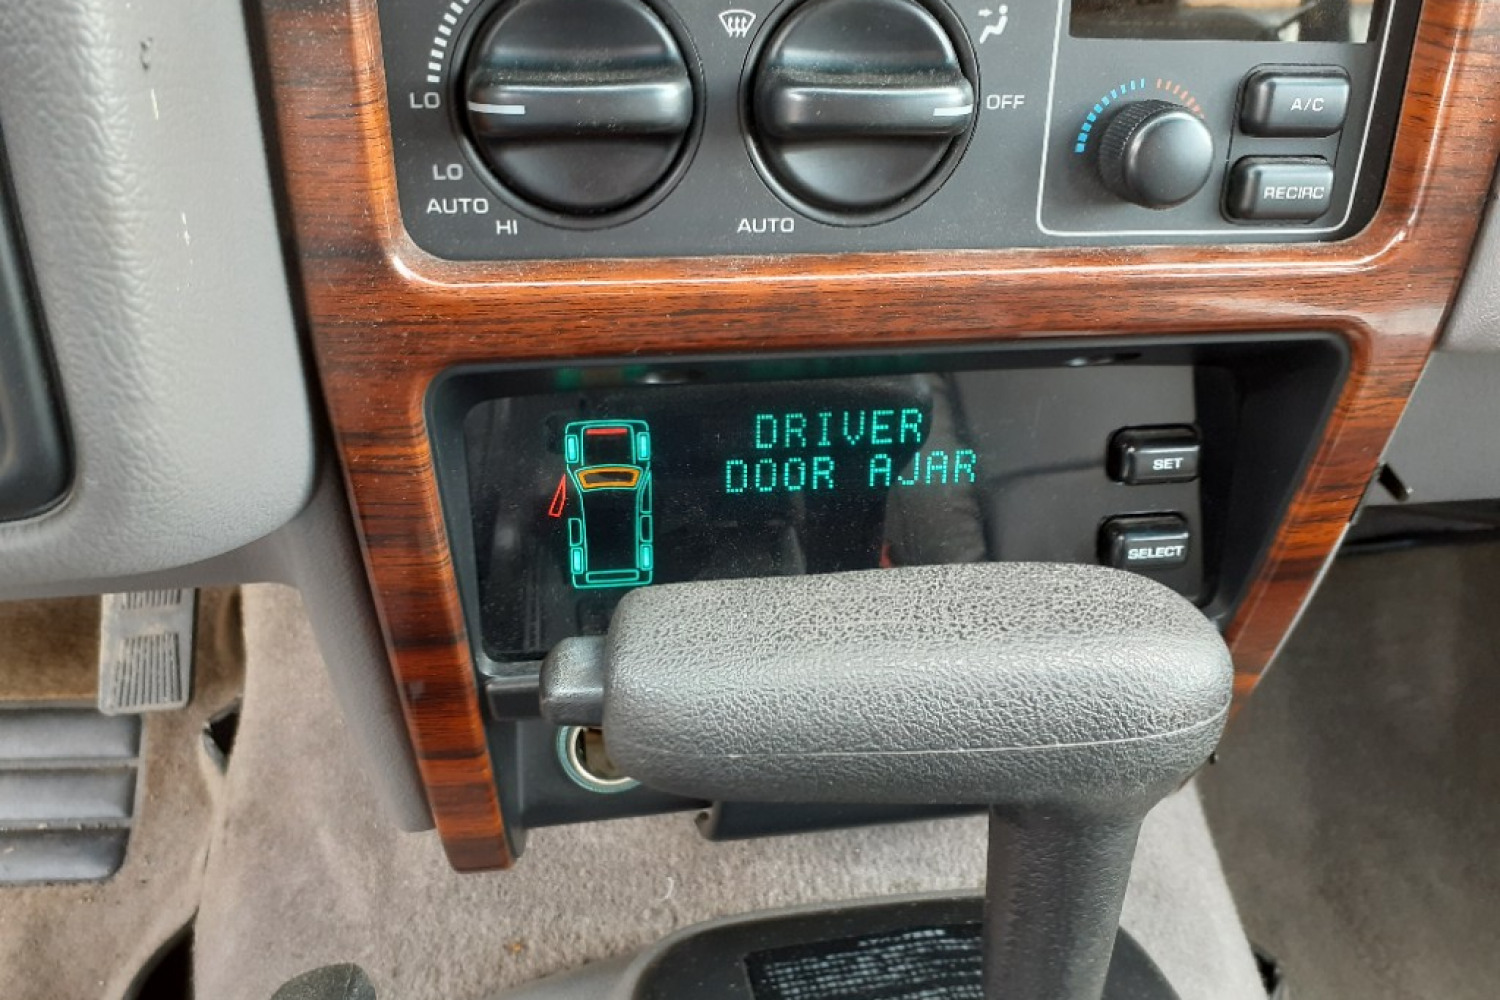 LO
OFF
A/C
LO
AUTO
HI
AUTO
RECIRC
DRIVER
DOOR AJAR
SET
SELECT